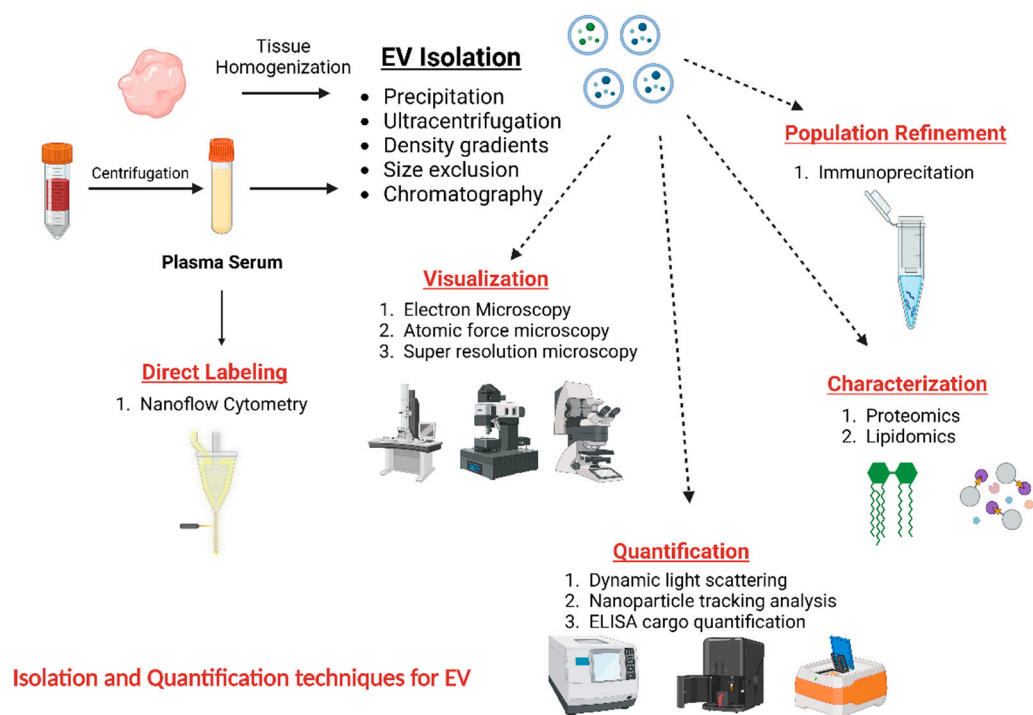 Tissue
Homogenization
EV Isolation
• Precipitation
• Ultracentrifugation
• Density gradients
• Size exclusion
• Chromatography
Centrifugation
Plasma Serum
Population Refinement
1. Immunoprecitation
Visualization
1. Electron Microscopy
2. Atomic force microscopy
3. Super resolution microscopy
Direct Labeling
1. Nanoflow Cytometry
Characterization
1. Proteomics
2. Lipidomics
Quantification
1. Dynamic light scattering
2. Nanoparticle tracking analysis
3. ELISA cargo quantification
Isolation and Quantification techniques for EV